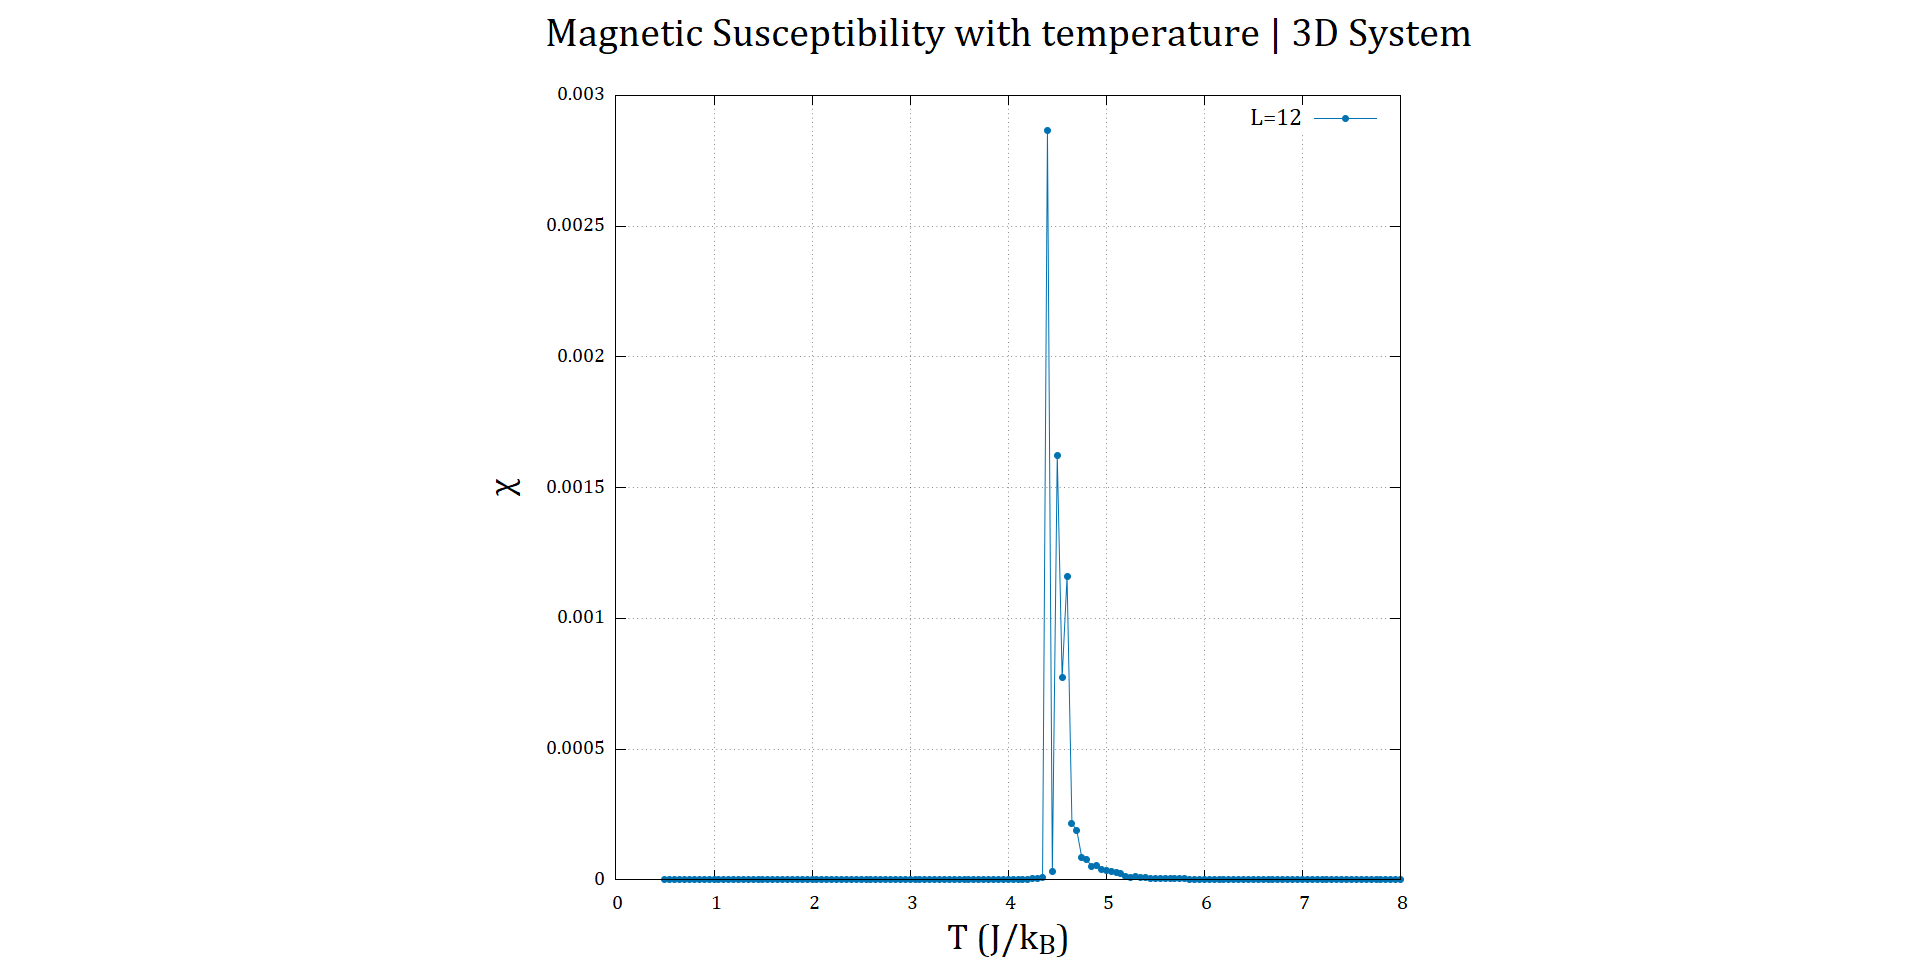 Magnetic Susceptibility with temperature | 3D System
0.003
L=12
0.0025
0.002
χ
0.0015
0.001
0.0005
0
0 1 2 3 4 5 6 7 8
T (J/kB)